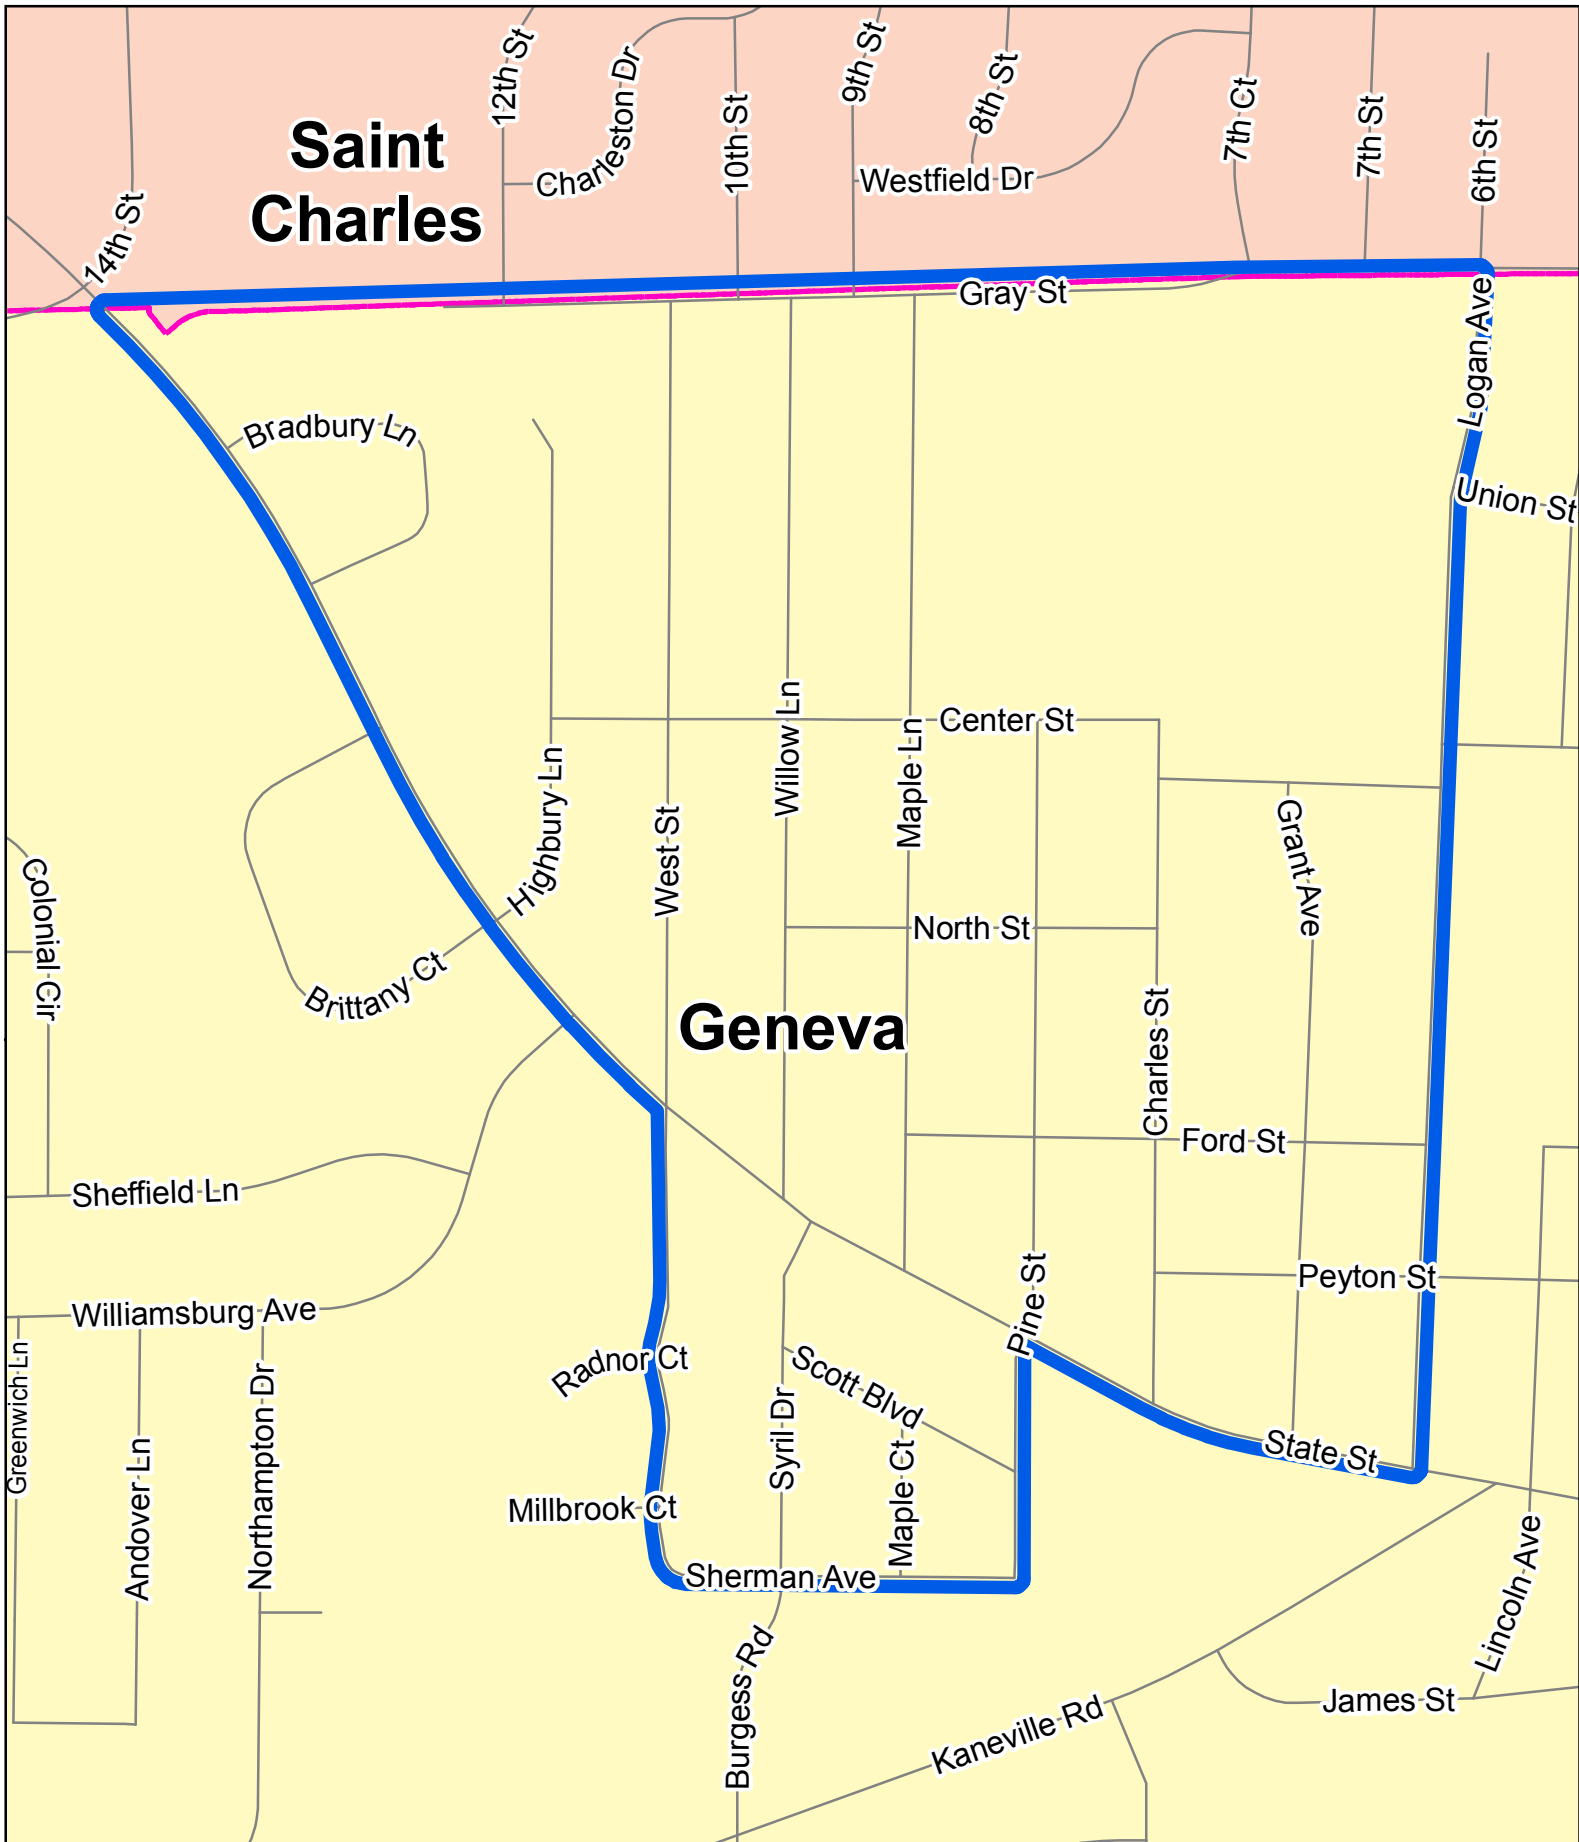 12th St
Charleston Dr
10th St
9th St
8th St
7th Ct
7th St
6th St
Saint
Charles
Westfield Dr
14th St
Gray St
Logan Ave
Bradbury Ln
Union St
Willow Ln
Center St
Maple Ln
Highbury Ln
West St
Grant Ave
Colonial Cir
North St
Brittany Ct
Geneva
Charles St
Ford St
Sheffield Ln
Peyton St
Pine St
Williamsburg Ave
Greenwich Ln
Radnor Ct
Scott Blvd
Northampton Dr
Syril Dr
Andover Ln
Maple Ct
State St
Millbrook Ct
Sherman Ave
Lincoln Ave
Burgess Rd
James St
Kaneville Rd